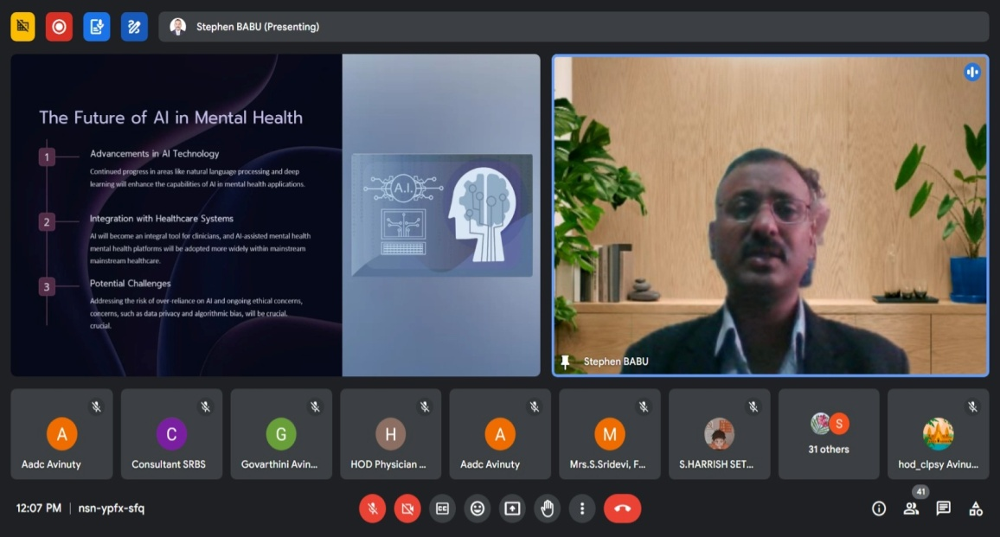 Stephen BABU (Presenting)
The Future of AI in Mental Health
1
Advancements in AI Technology
Continued progress in areas like natural language processing and deep
learning will enhance the capabilities of AI in mental health applications.
2
Integration with Healthcare Systems
AI will become an integral tool for clinicians, and AI-assisted mental health
mental health platforms will be adopted more widely within mainstream
mainstream healthcare.
3
Potential Challenges
Addressing the risk of over-reliance on AI and ongoing ethical concerns,
concerns, such as data privacy and algorithmic bias, will be crucial.
crucial.
A.I.
Stephen BABU
A
Aadc Avinuty
C
Consultant SRBS
G
Govarthini Avin...
H
HOD Physician ...
A
Aadc Avinuty
M
Mrs.S.Sridevi, F...
S.HARRISH SET...
S
31 others
hod_clpsy Avinu...
12:07 PM | nsn-ypfx-sfq
CC
41